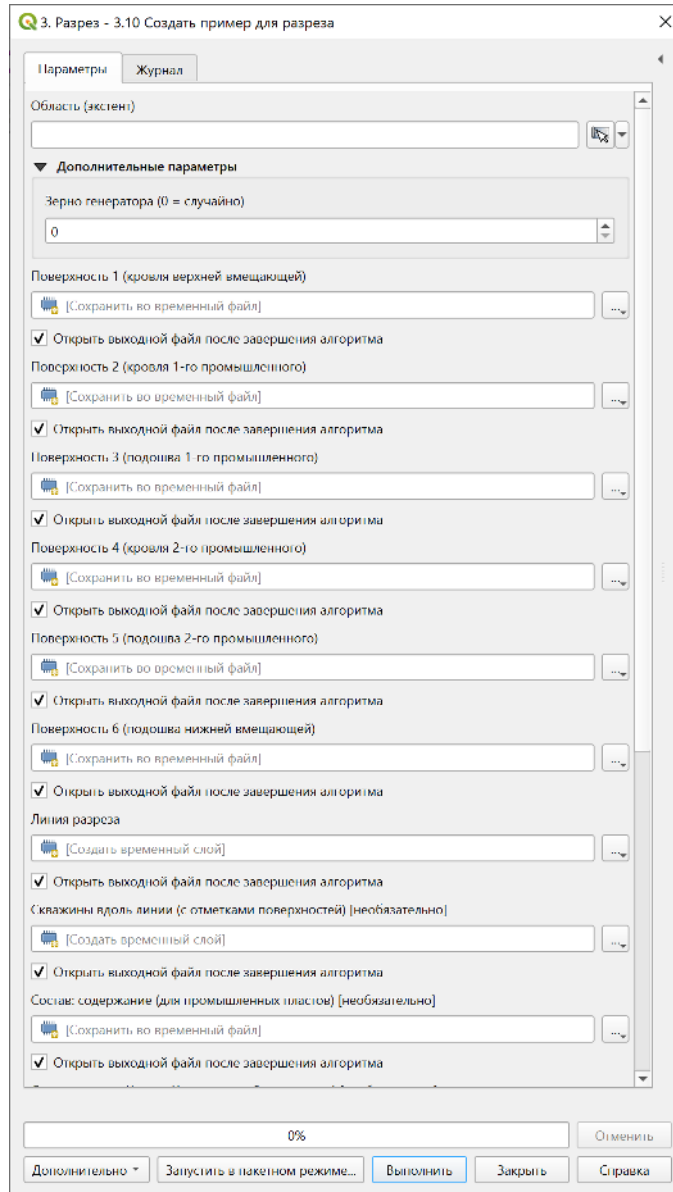 3. Разрез - 3.10 Создать пример для разреза
Параметры
Журнал
Область (экстент)
Дополнительные параметры
Зерно генератора (0 = случайно)
0
Поверхность 1 (кровля верхней вмещающей)
[Сохранить во временный файл]
...
Открыть выходной файл после завершения алгоритма
Поверхность 2 (кровля 1-го промышленного)
[Сохранить во временный файл]
...
Открыть выходной файл после завершения алгоритма
Поверхность 3 (подошва 1-го промышленного)
[Сохранить во временный файл]
...
Открыть выходной файл после завершения алгоритма
Поверхность 4 (кровля 2-го промышленного)
[Сохранить во временный файл]
...
Открыть выходной файл после завершения алгоритма
Поверхность 5 (подошва 2-го промышленного)
[Сохранить во временный файл]
...
Открыть выходной файл после завершения алгоритма
Поверхность 6 (подошва нижней вмещающей)
[Сохранить во временный файл]
...
Открыть выходной файл после завершения алгоритма
Линия разреза
[Создать временный слой]
...
Открыть выходной файл после завершения алгоритма
Скважины вдоль линии (с отметками поверхностей) [необязательно]
[Создать временный слой]
...
Открыть выходной файл после завершения алгоритма
Состав: содержание (для промышленных пластов) [необязательно]
[Сохранить во временный файл]
...
Открыть выходной файл после завершения алгоритма
0%
Отменить
Дополнительно
Запустить в пакетном режиме...
Выполнить
Закрыть
Справка